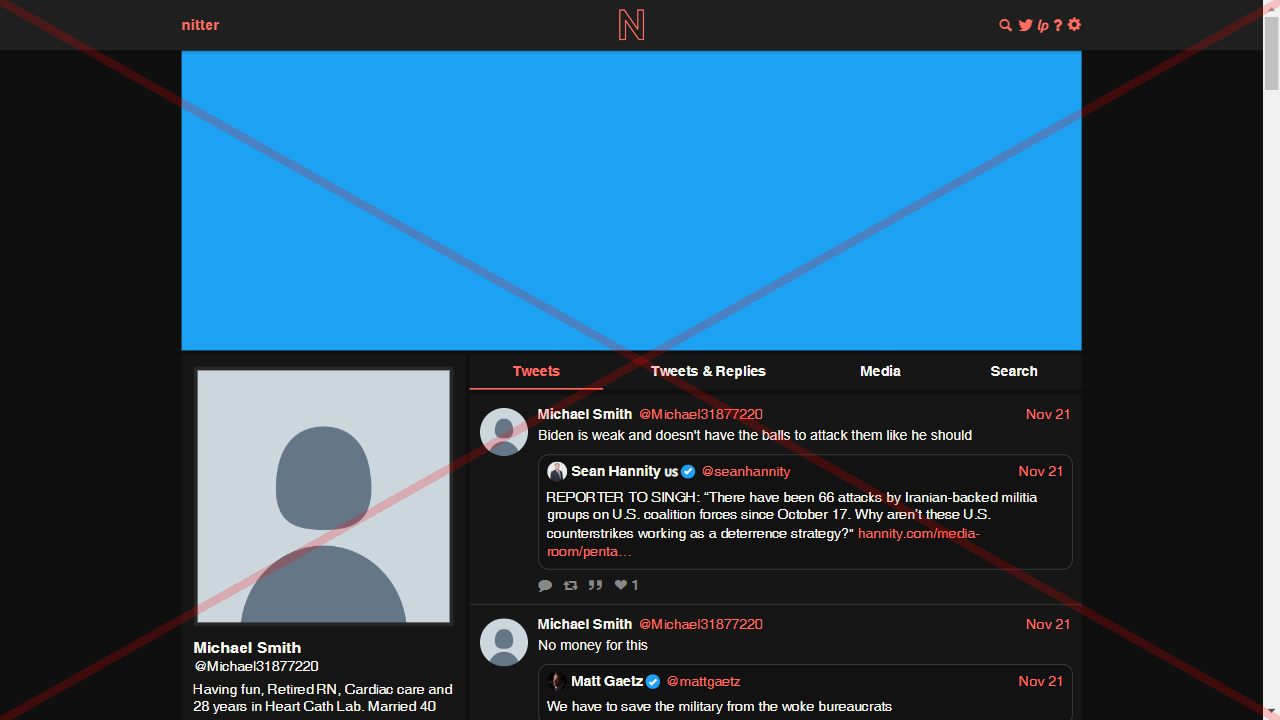 nitter
N
lp ?
Tweets Tweets & Replies Media Search
Michael Smith @Michael31877220 Nov 21
Biden is weak and doesn't have the balls to attack them like he should
Sean Hannity us @seanhannity Nov 21
REPORTER TO SINGH: “There have been 66 attacks by Iranian-backed militia
groups on U.S. coalition forces since October 17. Why aren’t these U.S.
counterstrikes working as a deterrence strategy?" hannity.com/media-
room/penta…
1
Michael Smith @Michael31877220 Nov 21
No money for this
Matt Gaetz @mattgaetz Nov 21
We have to save the military from the woke bureaucrats
Michael Smith
@Michael31877220
Having fun, Retired RN, Cardiac care and
28 years in Heart Cath Lab. Married 40